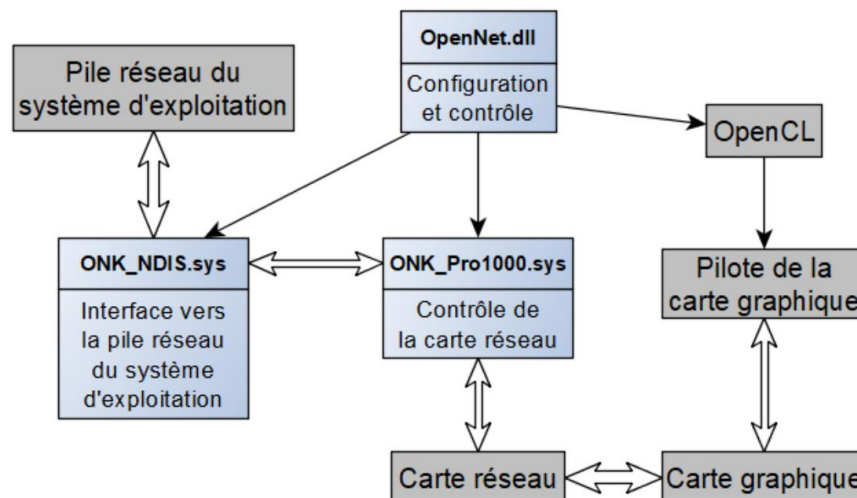 OpenNet.dll
Configuration
et contrôle
Pile réseau du
système d'exploitation
OpenCL
ONK_NDIS.sys
Interface vers
la pile réseau
du système
d'exploitation
ONK_Pro1000.sys
Contrôle de
la carte réseau
Pilote de la
carte graphique
Carte réseau
Carte graphique